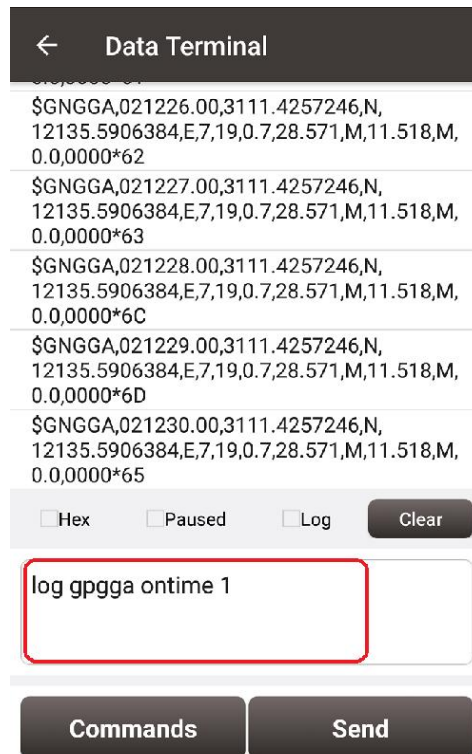 Data Terminal
$GNGGA,021226.00,3111.4257246,N,
12135.5906384,E,7,19,0.7,28.571,M,11.518,M,
0.0,0000*62
$GNGGA,021227.00,3111.4257246,N,
12135.5906384,E,7,19,0.7,28.571,M,11.518,M,
0.0,0000*63
$GNGGA,021228.00,3111.4257246,N,
12135.5906384,E,7,19,0.7,28.571,M,11.518,M,
0.0,0000*6C
$GNGGA,021229.00,3111.4257246,N,
12135.5906384,E,7,19,0.7,28.571,M,11.518,M,
0.0,0000*6D
$GNGGA,021230.00,3111.4257246,N,
12135.5906384,E,7,19,0.7,28.571,M,11.518,M,
0.0,0000*65
Hex Paused Log Clear
log gpgga ontime 1
Commands Send